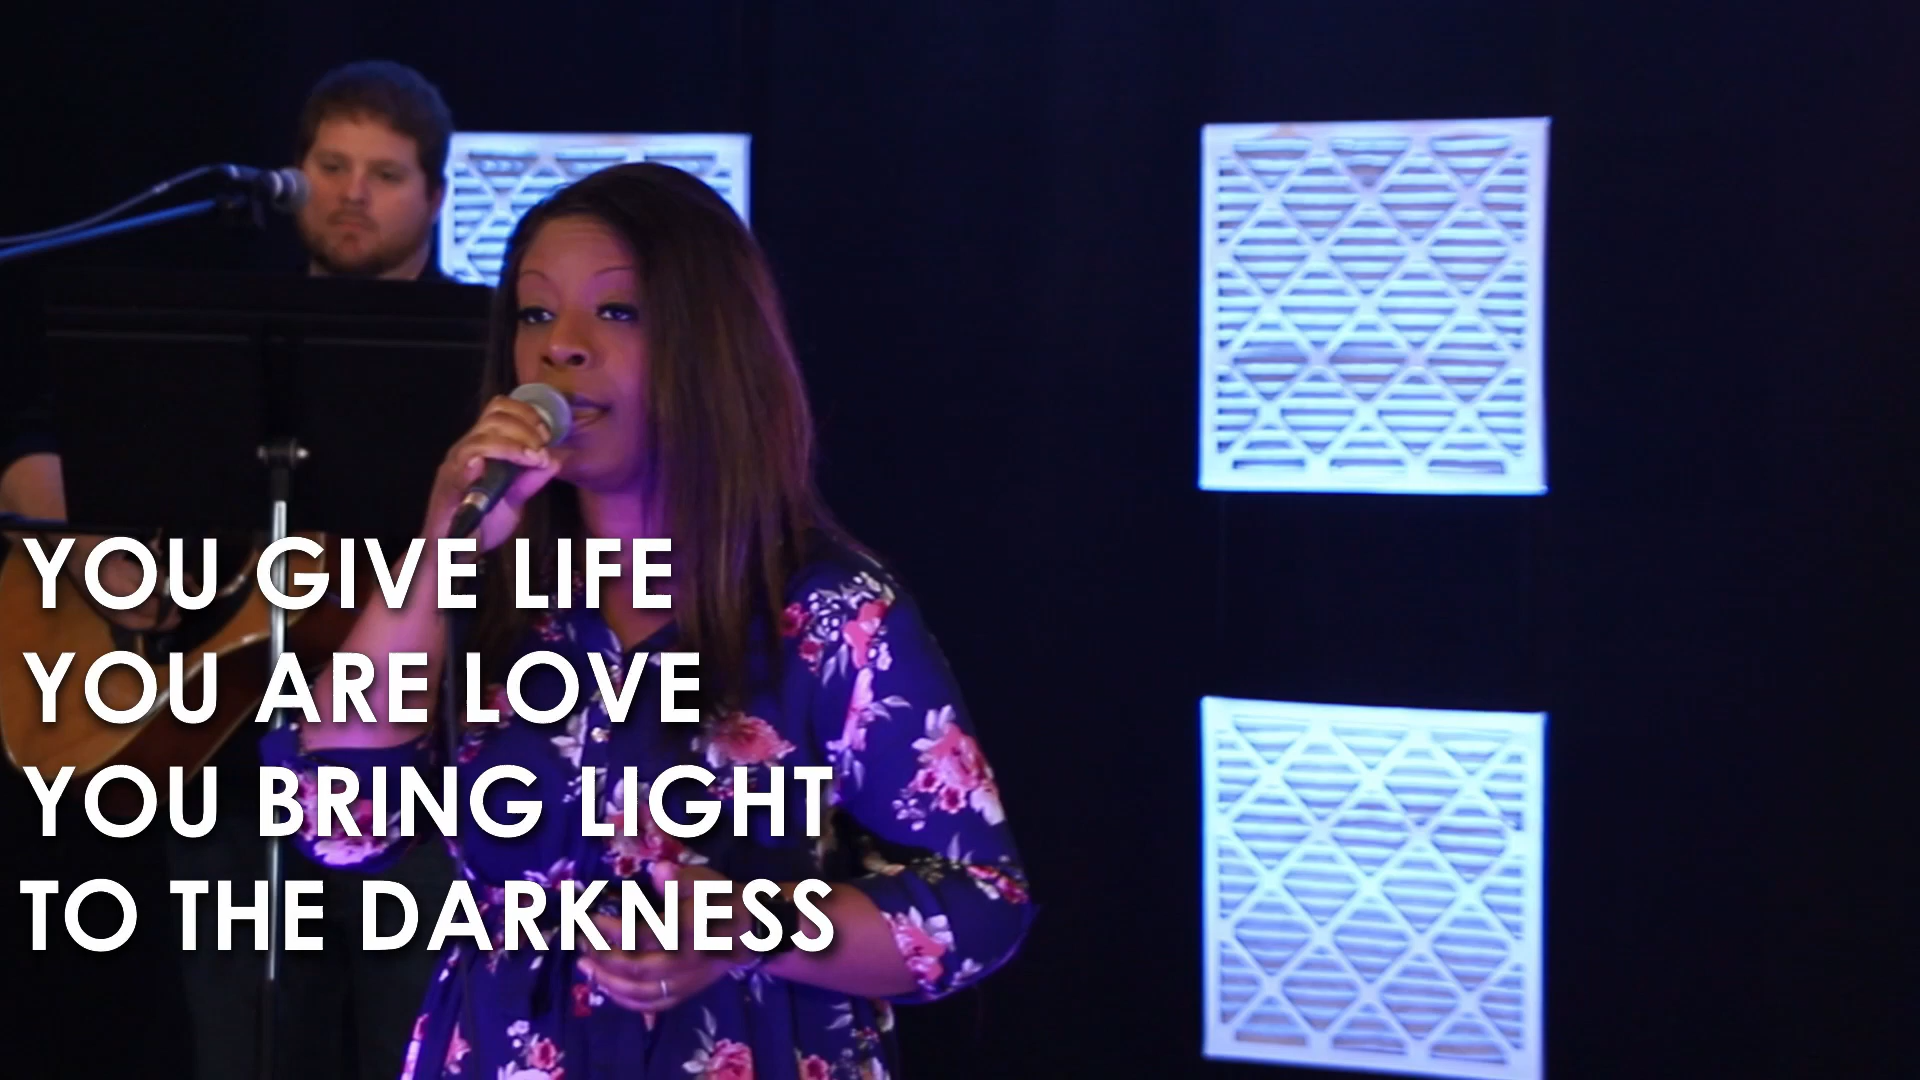 YOU GIVE LIFE
YOU ARE LOVE
YOU BRING LIGHT
TO THE DARKNESS